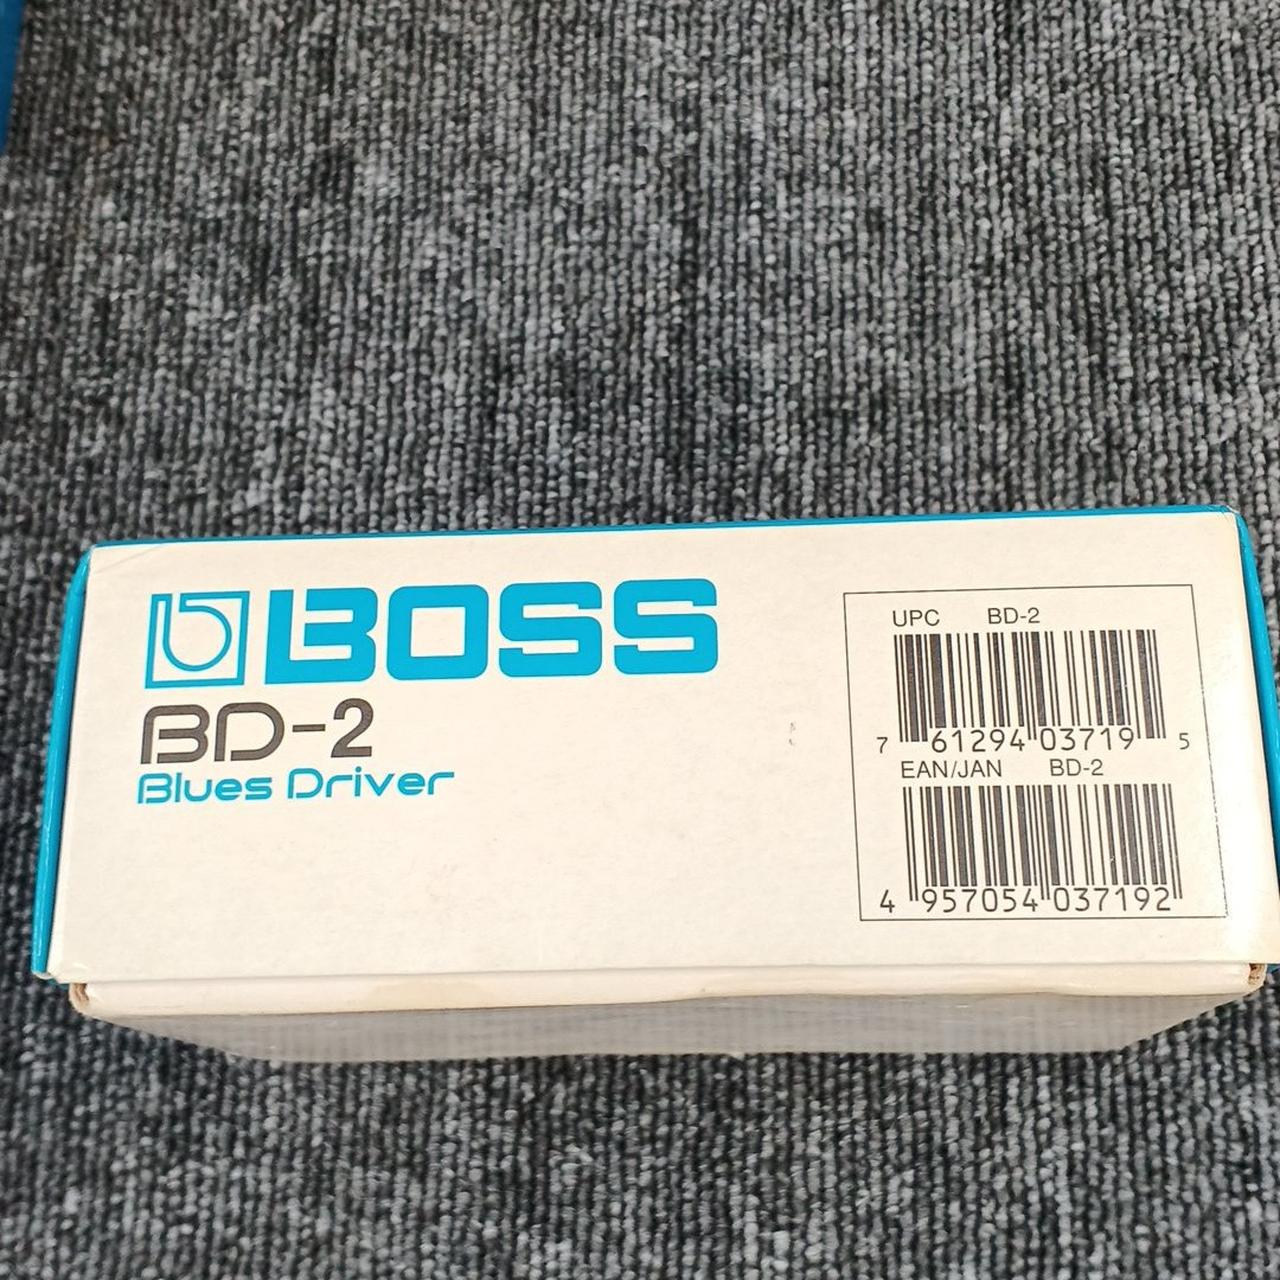 BOSS
BD-2
Blues Driver
UPC BD-2
7 61294 03719 5
EAN/JAN BD-2
4 957054 037192